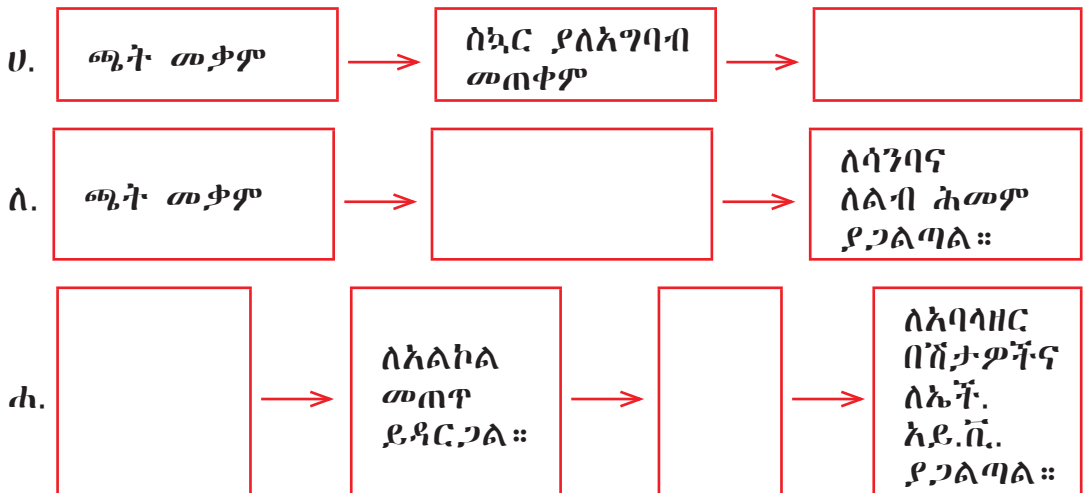 ሀ. ጫት መቃም
ስኳር ያለአግባብ
መጠቀም
ለ. ጫት መቃም
ለሳንባና
ለልብ ሕመም
ያጋልጣል።
ሐ.
ለአልኮል
መጠጥ
ይዳርጋል።
ለአባላዘር
በሽታዎችና
ለኤች.
አይ.ቪ.
ያጋልጣል።